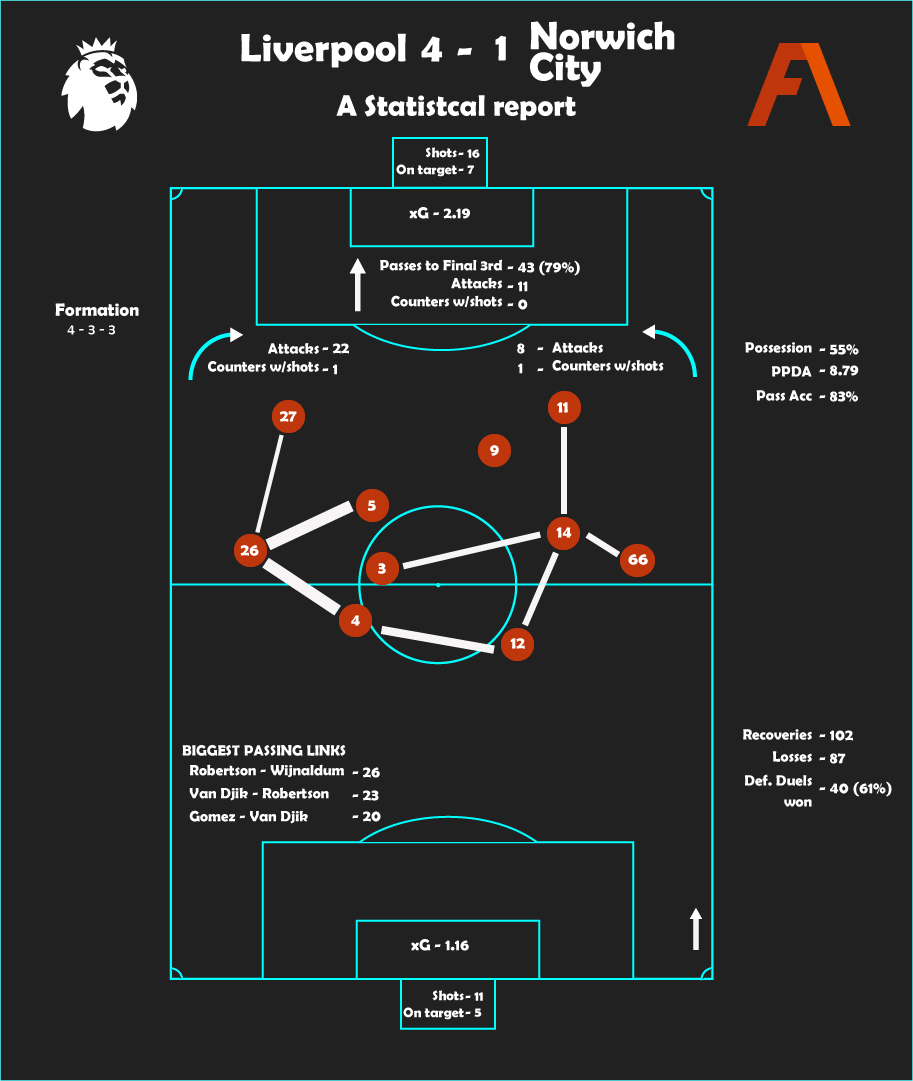 Liverpool 4 - 1 Norwich
City
A Statistcal report
Shots - 16
On target - 7
xG - 2.19
Passes to Final 3rd - 43 (79%)
Attacks - 11
Counters w/shots - 0
Formation
4 - 3 - 3
Attacks - 22
Counters w/shots - 1
8 - Attacks
1 - Counters w/shots
Possession - 55%
PPDA - 8.79
Pass Acc - 83%
27
11
9
5
14
26
3
66
4
12
BIGGEST PASSING LINKS
Robertson - Wijnaldum - 26
Van Djik - Robertson - 23
Gomez - Van Djik - 20
Recoveries - 102
Losses - 87
Def. Duels
won - 40 (61%)
xG - 1.16
Shots - 11
On target - 5